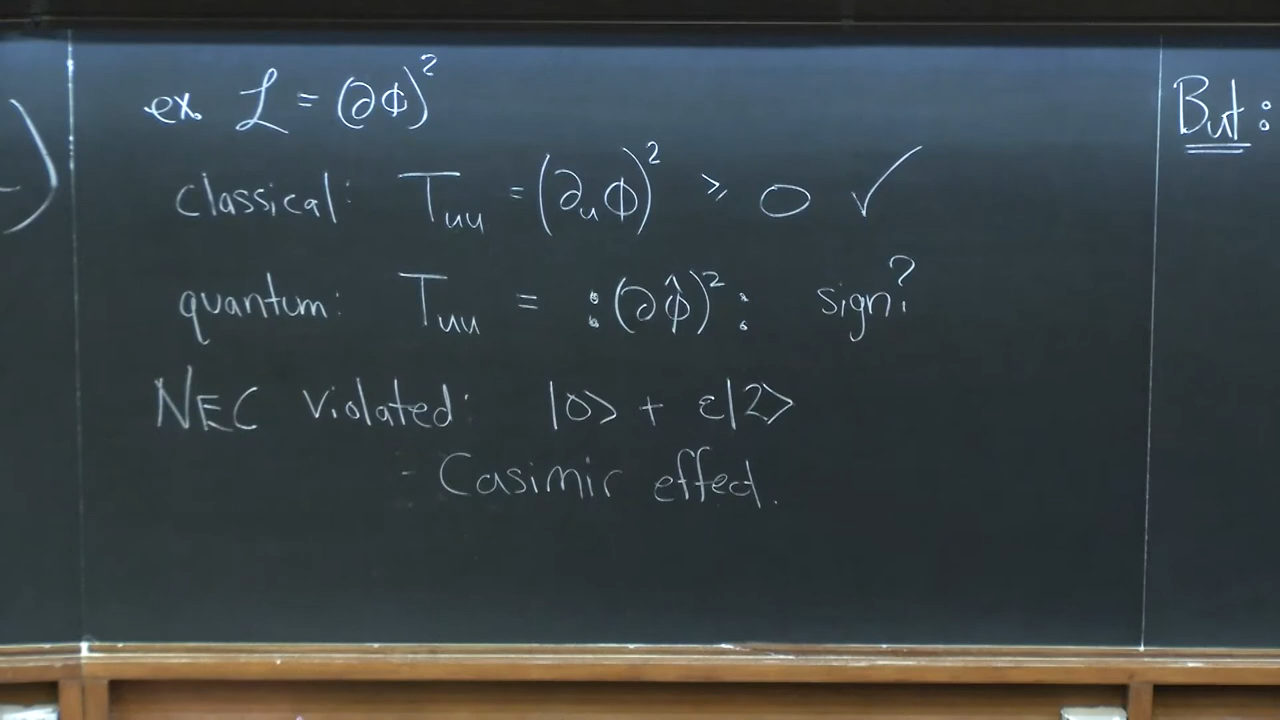 ex. ℒ = (∂ϕ)²
classical: Tᵤᵤ = (∂ᵤϕ)² ≥ 0 ✓
quantum: Tᵤᵤ = :(∂ϕ̂)²: sign?
NEC violated: |0> + ε|2>
- Casimir effect.
But: